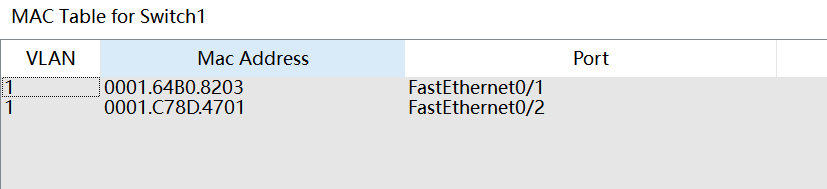 MAC Table for Switch1
VLAN Mac Address Port
1 0001.64B0.8203 FastEthernet0/1
1 0001.C78D.4701 FastEthernet0/2